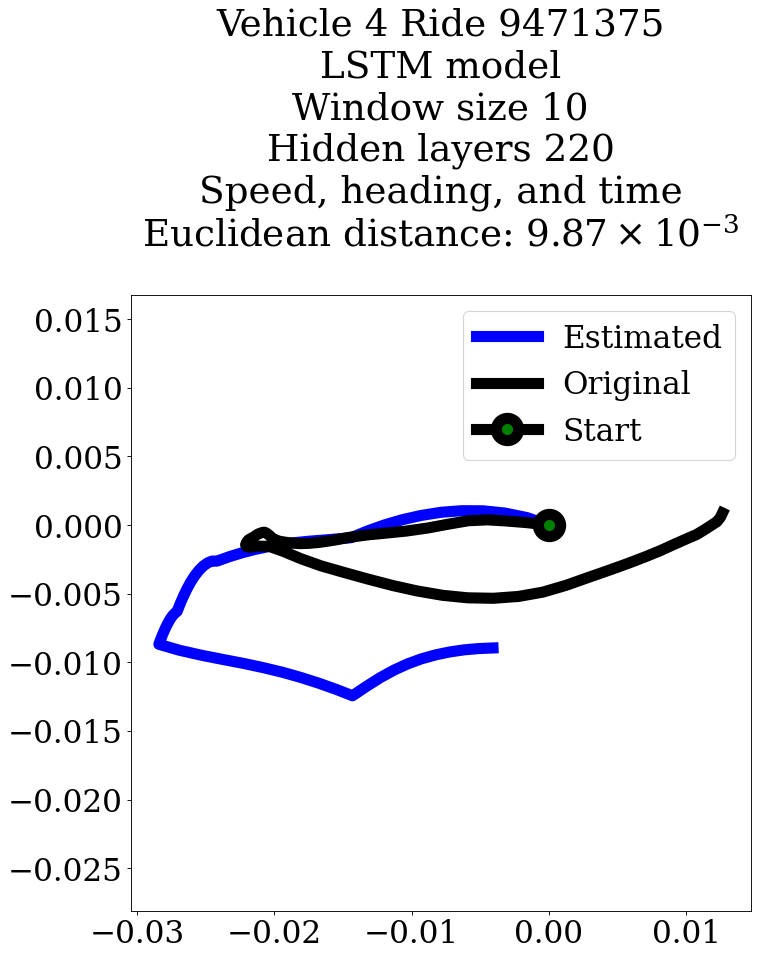 Vehicle 4 Ride 9471375
LSTM model
Window size 10
Hidden layers 220
Speed, heading, and time
Euclidean distance: 9.87 × 10⁻³
Estimated
Original
Start
0.015
0.010
0.005
0.000
−0.005
−0.010
−0.015
−0.020
−0.025
−0.03 −0.02 −0.01 0.00 0.01